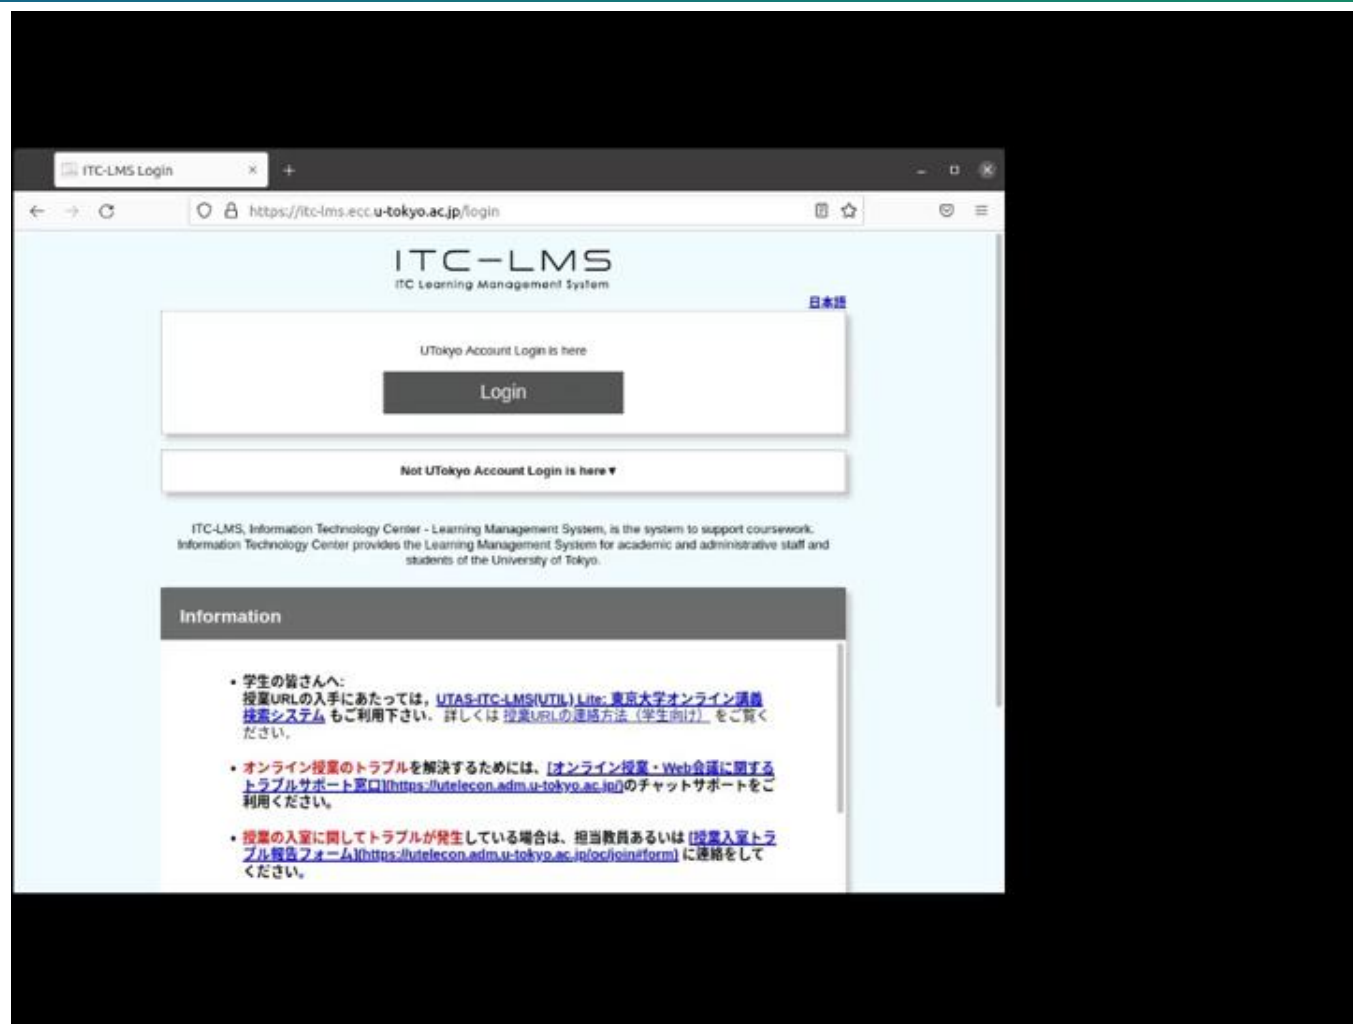 ITC-LMS Login
https://itc-lms.ecc.u-tokyo.ac.jp/login
ITC-LMS
ITC Learning Management System
日本語
UTokyo Account Login is here
Login
Not UTokyo Account Login is here▼
ITC-LMS, Information Technology Center - Learning Management System, is the system to support coursework.
Information Technology Center provides the Learning Management System for academic and administrative staff and
students of the University of Tokyo.
Information
• 学生の皆さんへ:
授業URLの入手にあたっては，UTAS-ITC-LMS(UTIL) Lite: 東京大学オンライン講義
検索システム もご利用下さい．詳しくは 授業URLの連絡方法（学生向け） をご覧く
ださい．
• オンライン授業のトラブルを解決するためには、[オンライン授業・Web会議に関する
トラブルサポート窓口](https://utelecon.adm.u-tokyo.ac.jp/)のチャットサポートをご
利用ください。
• 授業の入室に関してトラブルが発生している場合は、担当教員あるいは [授業入室トラ
ブル報告フォーム](https://utelecon.adm.u-tokyo.ac.jp/oc/join#form) に連絡をして
ください。